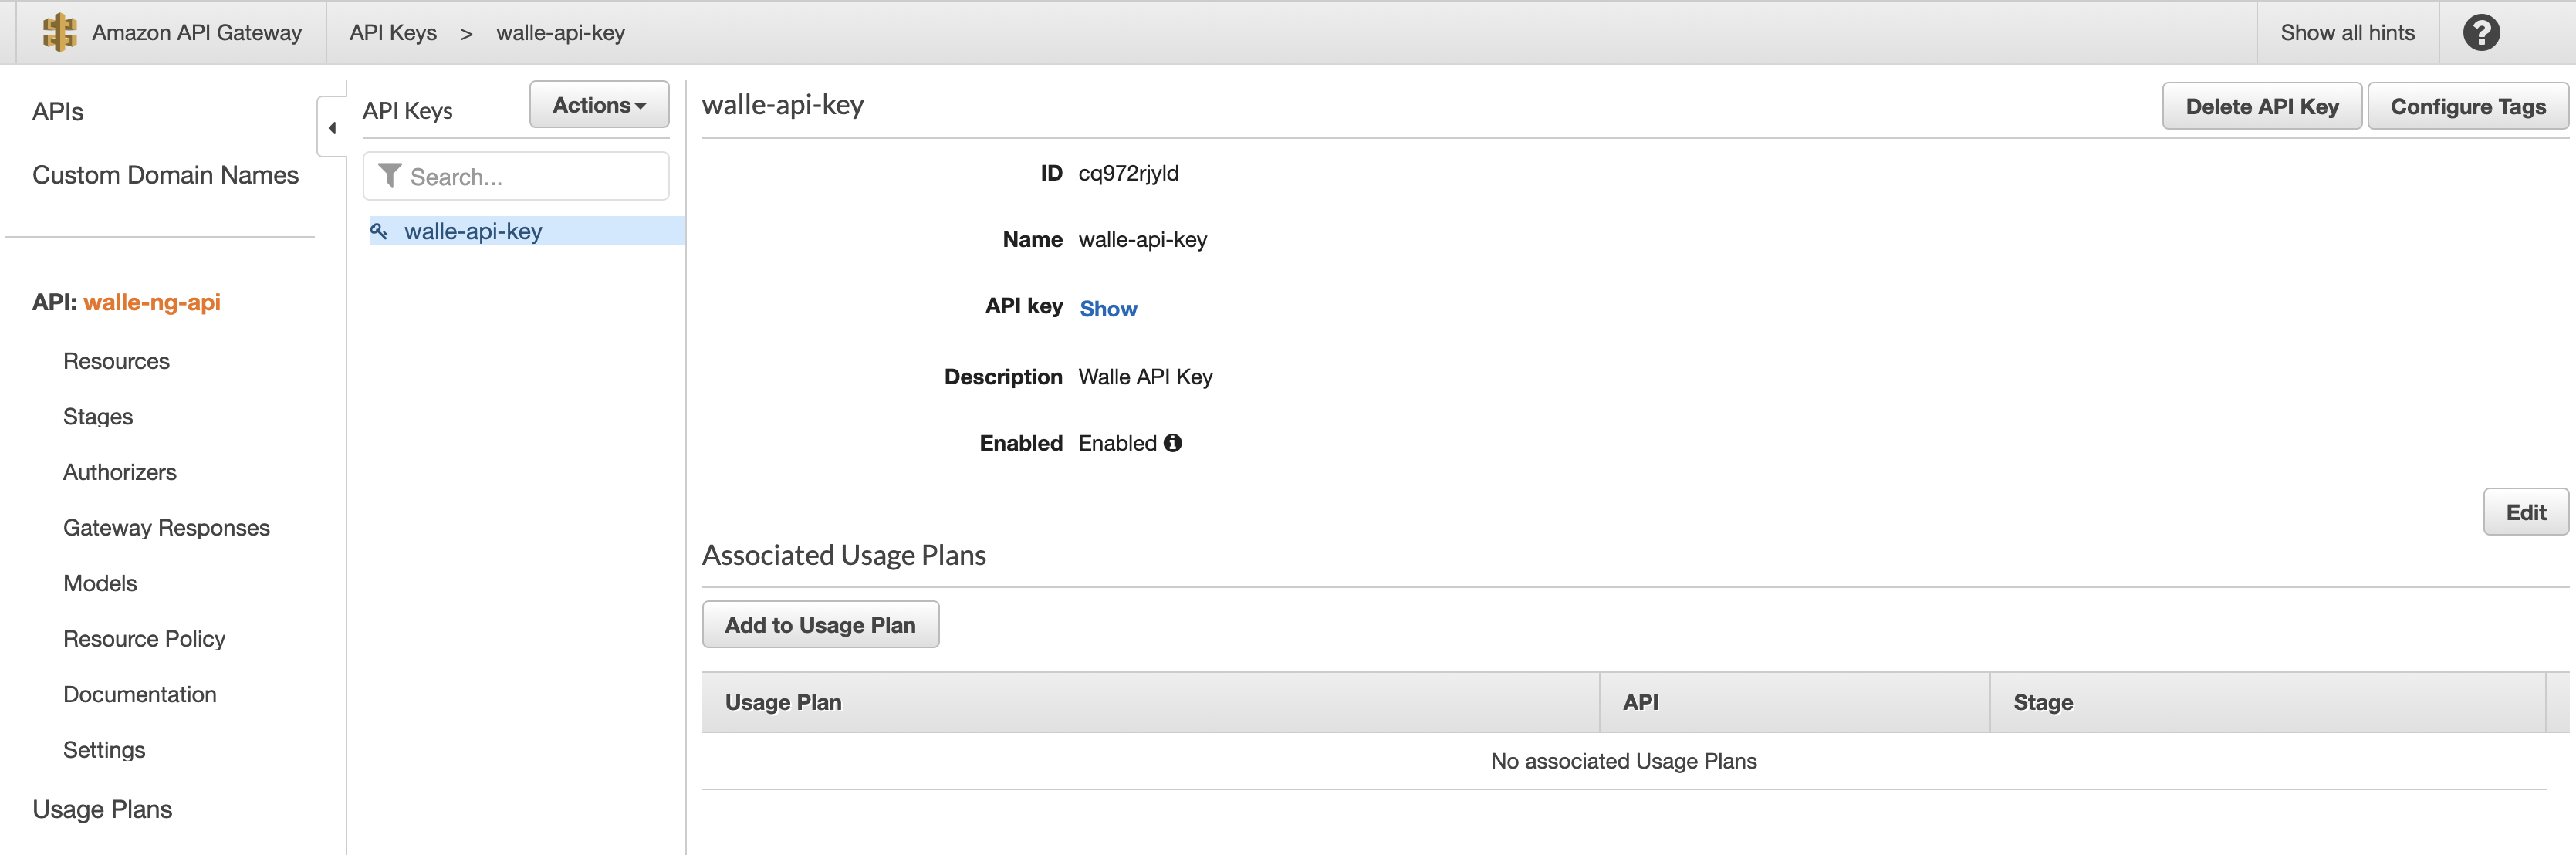 Amazon API Gateway
API Keys > walle-api-key
Show all hints
?
APIs
Custom Domain Names
API: walle-ng-api
Resources
Stages
Authorizers
Gateway Responses
Models
Resource Policy
Documentation
Settings
Usage Plans
API Keys
Actions
Search...
walle-api-key
walle-api-key
Delete API Key
Configure Tags
ID cq972rjyld
Name walle-api-key
API key Show
Description Walle API Key
Enabled Enabled
Edit
Associated Usage Plans
Add to Usage Plan
Usage Plan API Stage
No associated Usage Plans